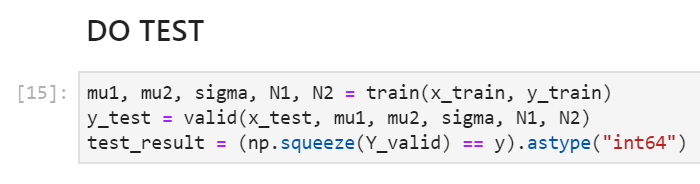 DO TEST
[15]: mu1, mu2, sigma, N1, N2 = train(x_train, y_train)
y_test = valid(x_test, mu1, mu2, sigma, N1, N2)
test_result = (np.squeeze(Y_valid) == y).astype("int64")